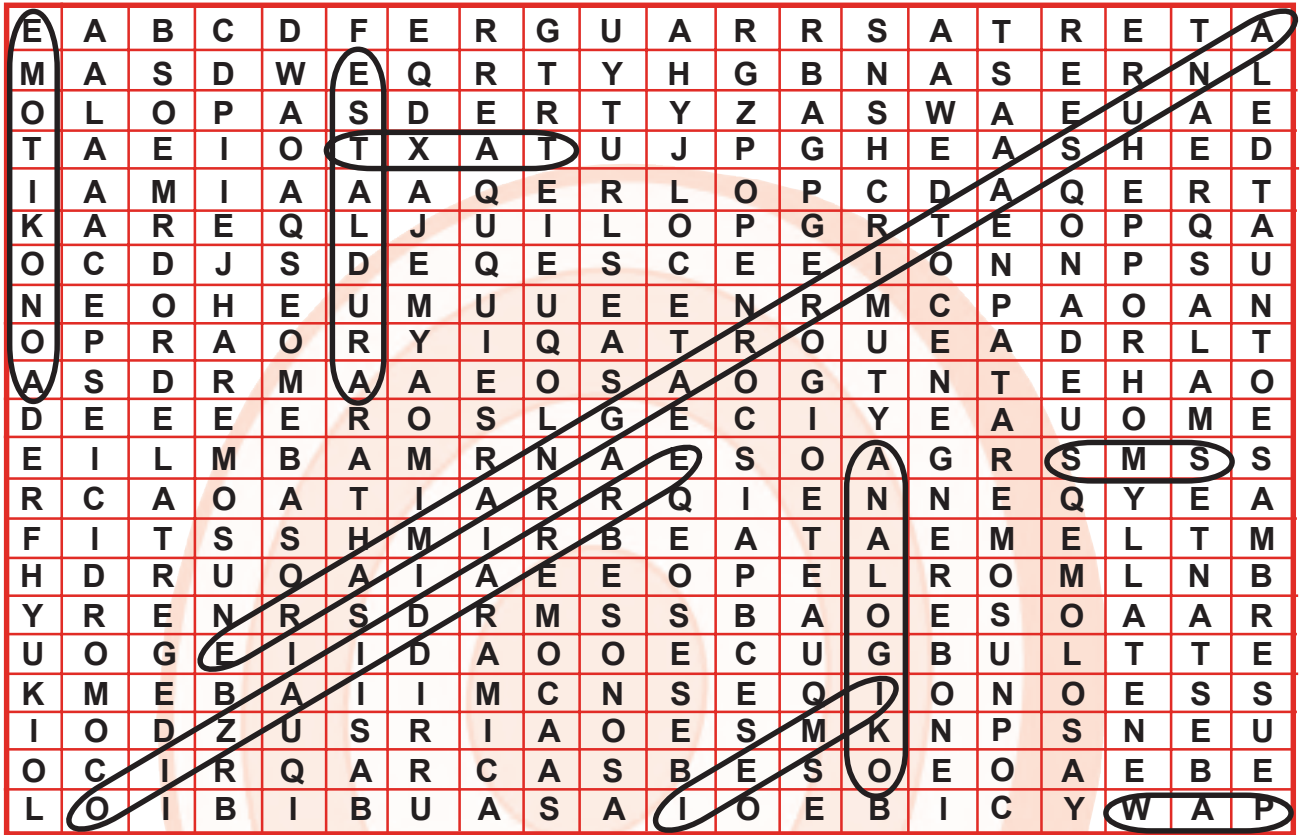 E A B C D F E R G U A R R S A T R E T A
M A S D W E Q R T Y H G B N A S E R N L
O L O P A S D E R T Y Z A S W A E U A E
T A E I O T X A T U J P G H E A S H E D
I A M I A A A Q E R L O P C D A Q E R T
K A R E Q L J U I L O P G R T E O P Q A
O C D J S D E Q E S C E E I O N N P S U
N E O H E U M U U E E N R M C P A O A N
O P R A O R Y I Q A T R O U E A D R L T
A S D R M A A E O S A O G T N T E H A O
D E E E E R O S L G E C I Y E A U O M E
E I L M B A M R N A E S O A G R S M S S
R C A O A T I A R R Q I E N N E Q Y E A
F I T S S H M I R B E A T A E M E L T M
H D R U O A I A E E O P E L R O M L N B
Y R E N R S D R M S S B A O E S O A A R
U O G E I I D A O O E C U G B U L T T E
K M E B A I I M C N S E Q I O N O E S S
I O D Z U S R I A O E S M K N P S N E U
O C I R Q A R C A S B E S O E O A E B E
L O I B I B U A S A I O E B I C Y W A P